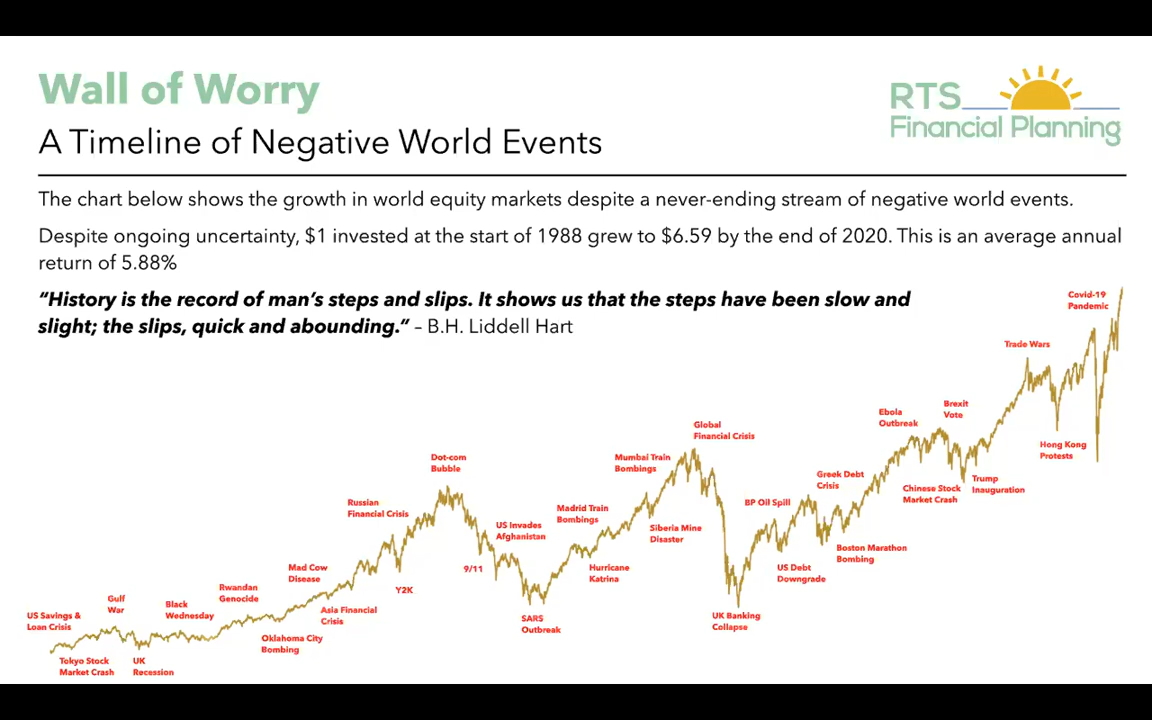 Wall of Worry
RTS
Financial Planning
A Timeline of Negative World Events
The chart below shows the growth in world equity markets despite a never-ending stream of negative world events.
Despite ongoing uncertainty, $1 invested at the start of 1988 grew to $6.59 by the end of 2020. This is an average annual
return of 5.88%
“History is the record of man’s steps and slips. It shows us that the steps have been slow and
slight; the slips, quick and abounding.” – B.H. Liddell Hart
US Savings &
Loan Crisis
Tokyo Stock
Market Crash
Gulf
War
UK
Recession
Black
Wednesday
Rwandan
Genocide
Oklahoma City
Bombing
Mad Cow
Disease
Asia Financial
Crisis
Russian
Financial Crisis
Y2K
Dot-com
Bubble
9/11
US Invades
Afghanistan
SARS
Outbreak
Madrid Train
Bombings
Hurricane
Katrina
Mumbai Train
Bombings
Siberia Mine
Disaster
Global
Financial Crisis
UK Banking
Collapse
BP Oil Spill
US Debt
Downgrade
Greek Debt
Crisis
Boston Marathon
Bombing
Ebola
Outbreak
Chinese Stock
Market Crash
Brexit
Vote
Trump
Inauguration
Trade Wars
Hong Kong
Protests
Covid-19
Pandemic